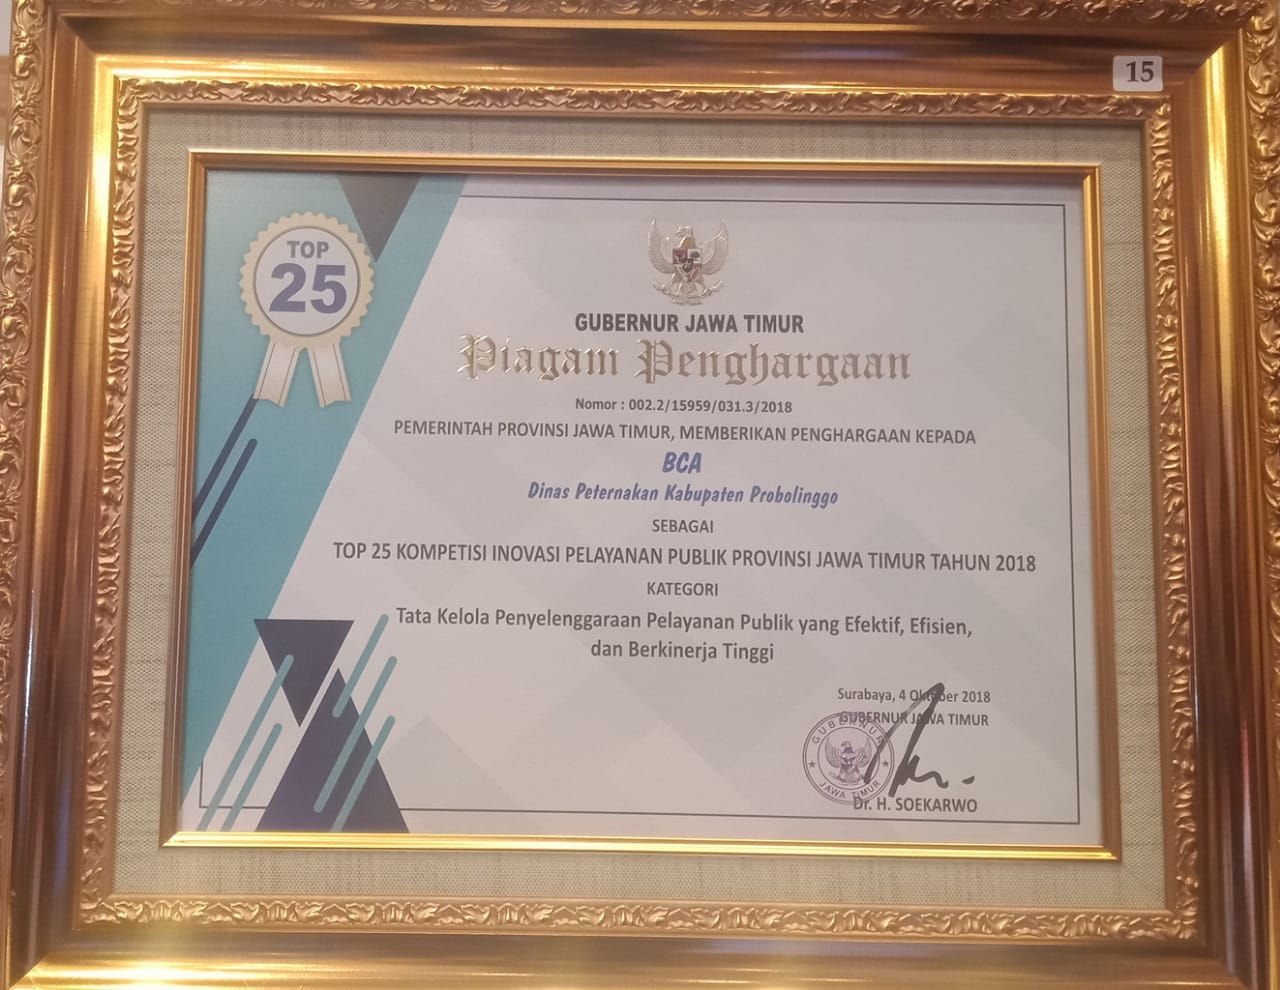 15
TOP
25
GUBERNUR JAWA TIMUR
Piagam Penghargaan
Nomor : 002.2/15959/031.3/2018
PEMERINTAH PROVINSI JAWA TIMUR, MEMBERIKAN PENGHARGAAN KEPADA
BCA
Dinas Peternakan Kabupaten Probolinggo
SEBAGAI
TOP 25 KOMPETISI INOVASI PELAYANAN PUBLIK PROVINSI JAWA TIMUR TAHUN 2018
KATEGORI
Tata Kelola Penyelenggaraan Pelayanan Publik yang Efektif, Efisien,
dan Berkinerja Tinggi
Surabaya, 4 Oktober 2018
GUBERNUR JAWA TIMUR
GUBERNUR
JAWA TIMUR
Dr. H. SOEKARWO